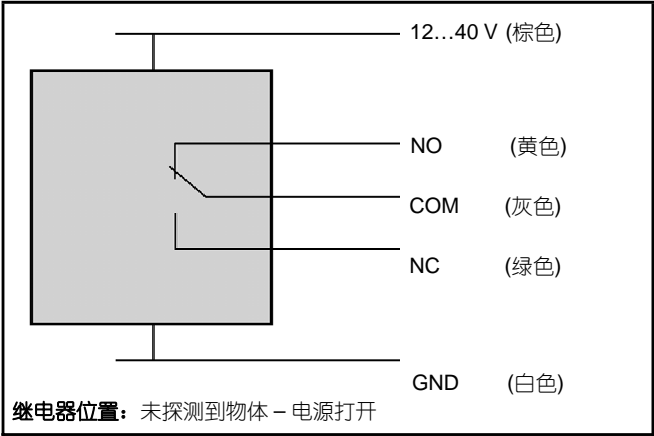 12…40 V (棕色)
NO (黄色)
COM (灰色)
NC (绿色)
GND (白色)
继电器位置：未探测到物体 – 电源打开